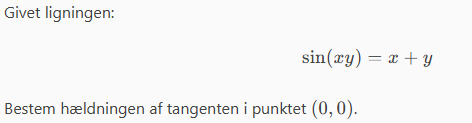 Givet ligningen:
sin(xy) = x + y
Bestem hældningen af tangenten i punktet (0, 0).